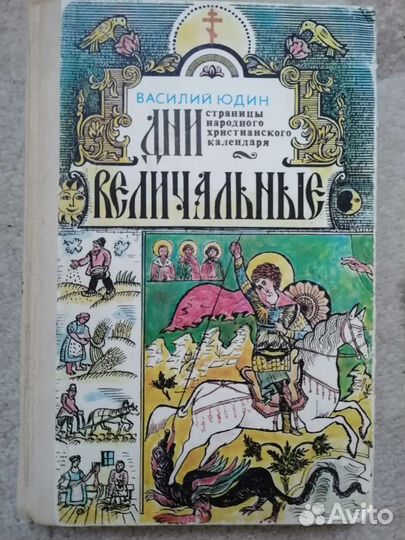 ВАСИЛИЙ ЮДИН
ДНИ
страницы
народного
христианского
календаря
ВЕЛИЧАЛЬНЫЕ
Avito